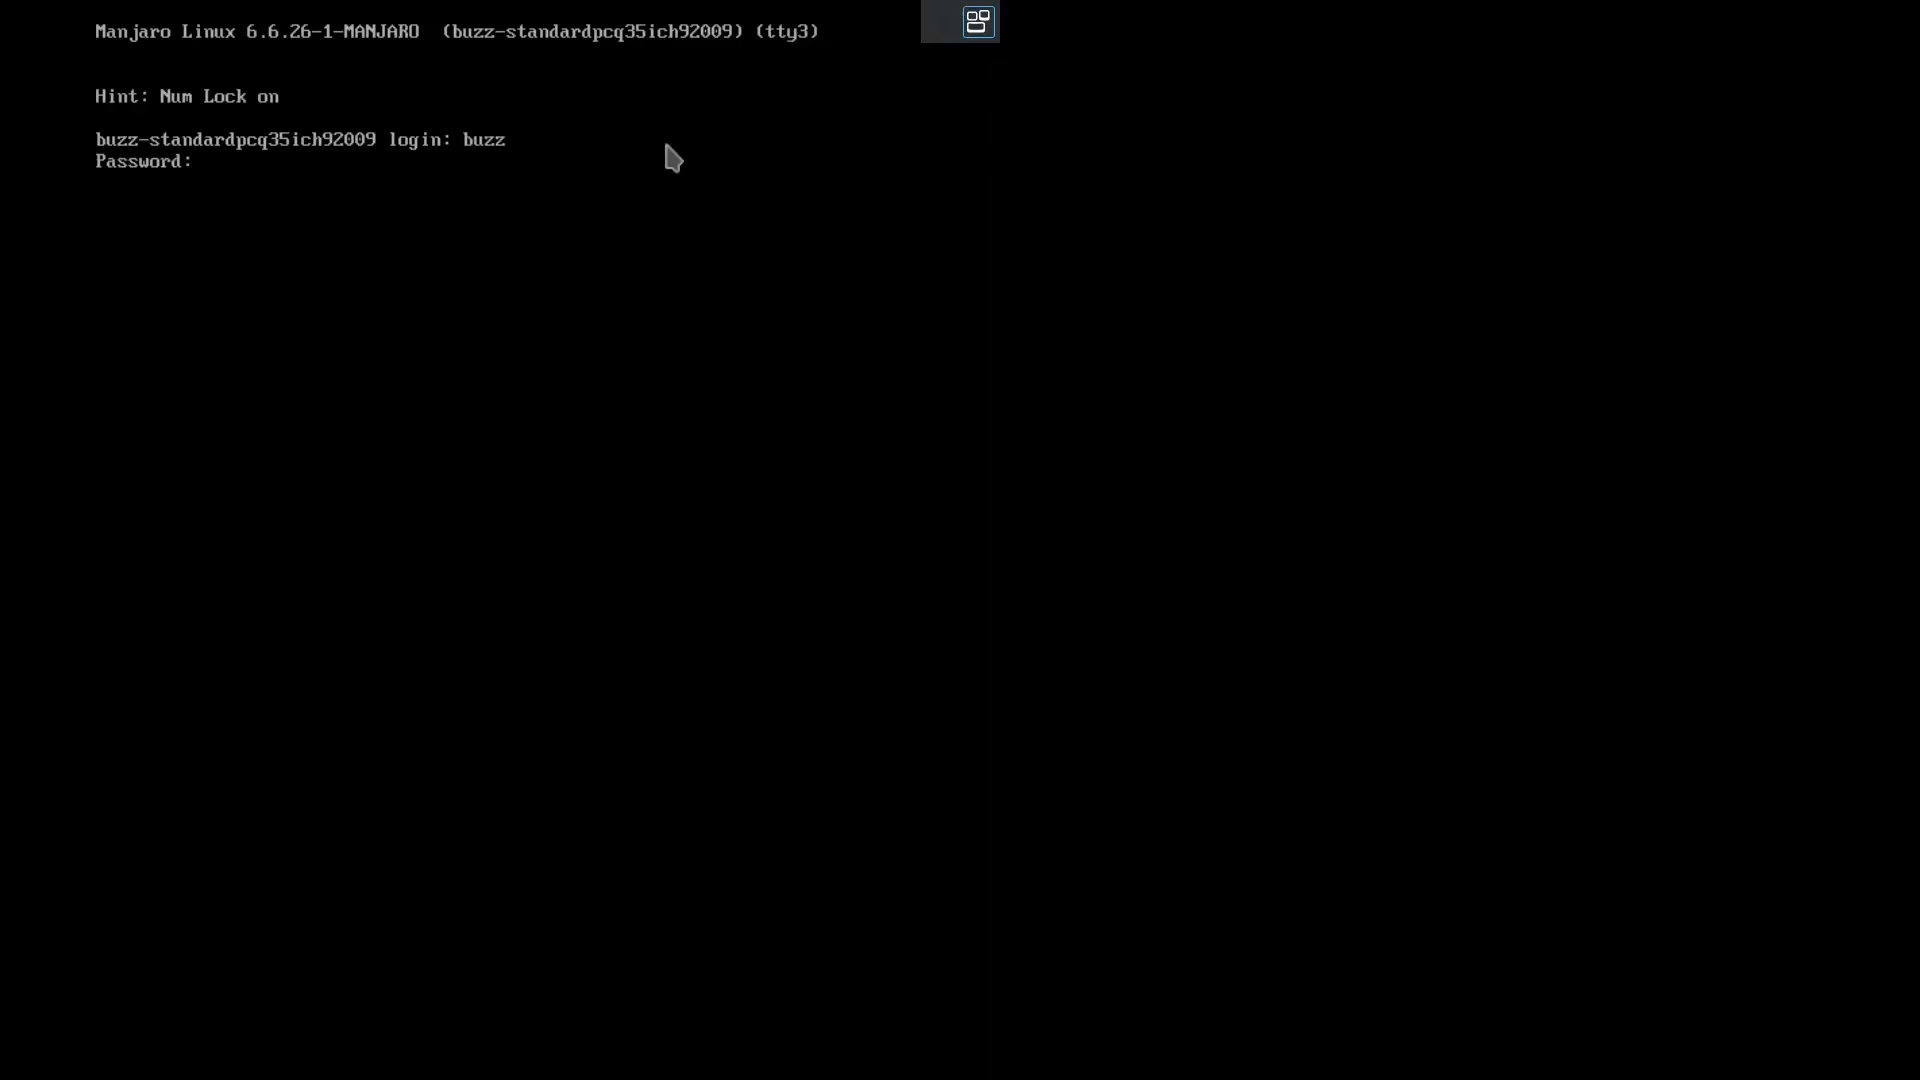 Manjaro Linux 6.6.26-1-MANJARO  (buzz-standardpcq35ich92009) (tty3)
Hint: Num Lock on
buzz-standardpcq35ich92009 login: buzz
Password: